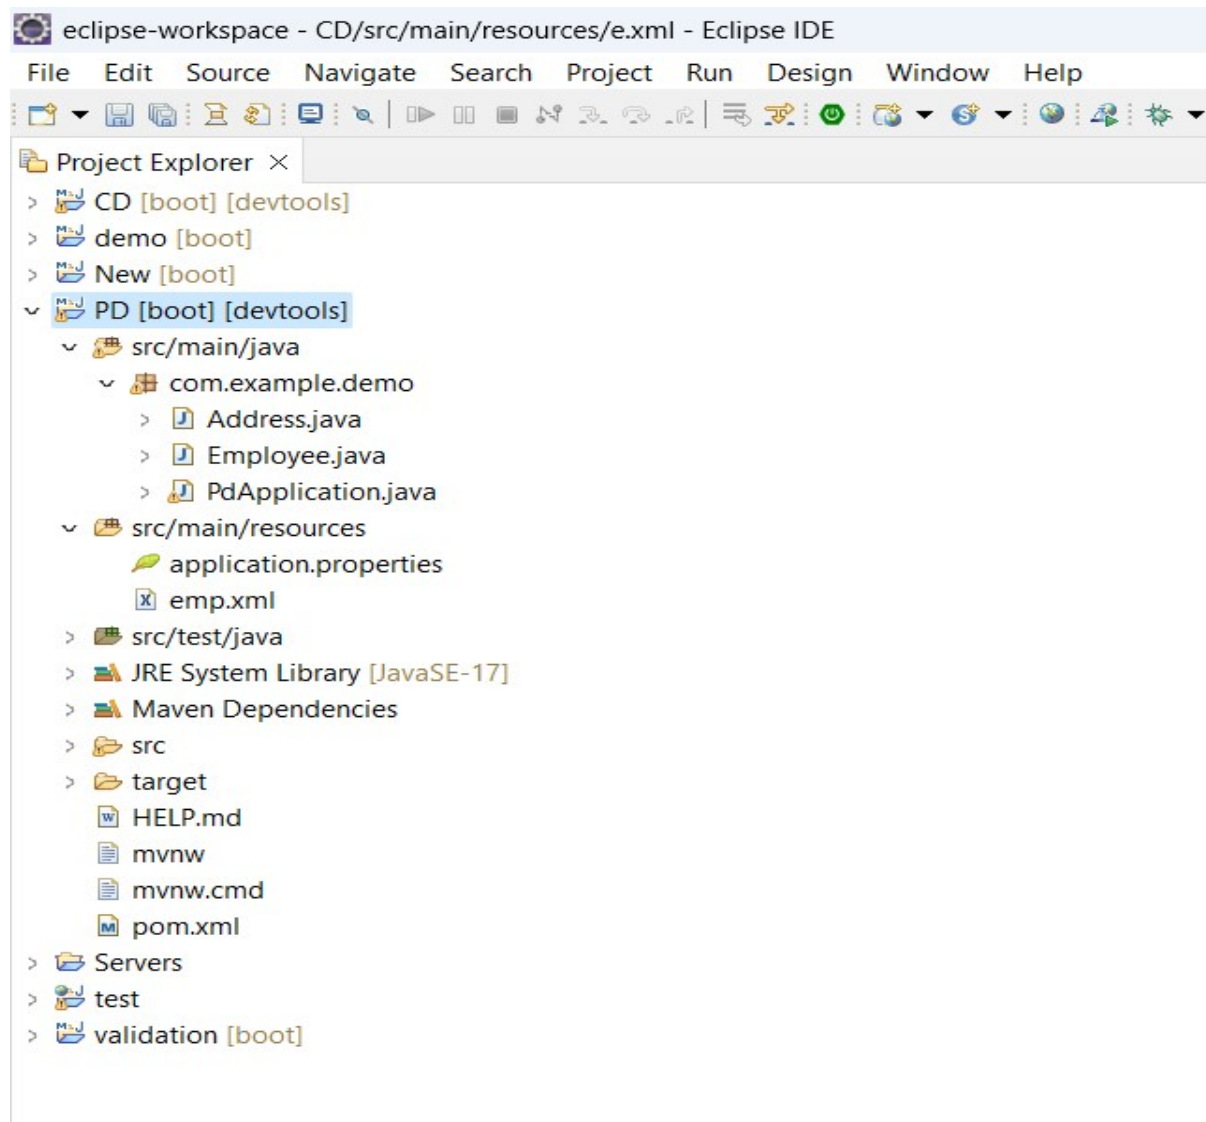 eclipse-workspace - CD/src/main/resources/e.xml - Eclipse IDE
File Edit Source Navigate Search Project Run Design Window Help
Project Explorer
CD [boot] [devtools]
demo [boot]
New [boot]
PD [boot] [devtools]
src/main/java
com.example.demo
Address.java
Employee.java
PdApplication.java
src/main/resources
application.properties
emp.xml
src/test/java
JRE System Library [JavaSE-17]
Maven Dependencies
src
target
HELP.md
mvnw
mvnw.cmd
pom.xml
Servers
test
validation [boot]